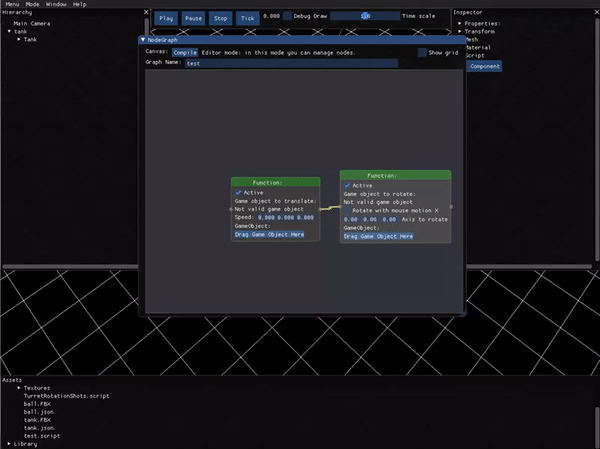 Menu Mode Window Help
Hierarchy
Main Camera
tank
Tank
Play Pause Stop Tick 0.000 Debug Draw Time scale
Inspector
Properties:
Transform
Mesh
Material
Script
Component
NodeGraph
Canvas: Compile Editor mode: in this mode you can manage nodes. Show grid
Graph Name: test
Function:
Active
Game object to translate:
Not valid game object
Speed: 0.000 0.000 0.000
GameObject:
Drag Game Object Here
Function:
Active
Game object to rotate:
Not valid game object
Rotate with mouse motion X
0.00 0.00 0.00 Axis to rotate
GameObject:
Drag Game Object Here
Assets
Textures
TurretRotationShots.script
ball.FBX
ball.json
tank.FBX
tank.json
test.script
Library